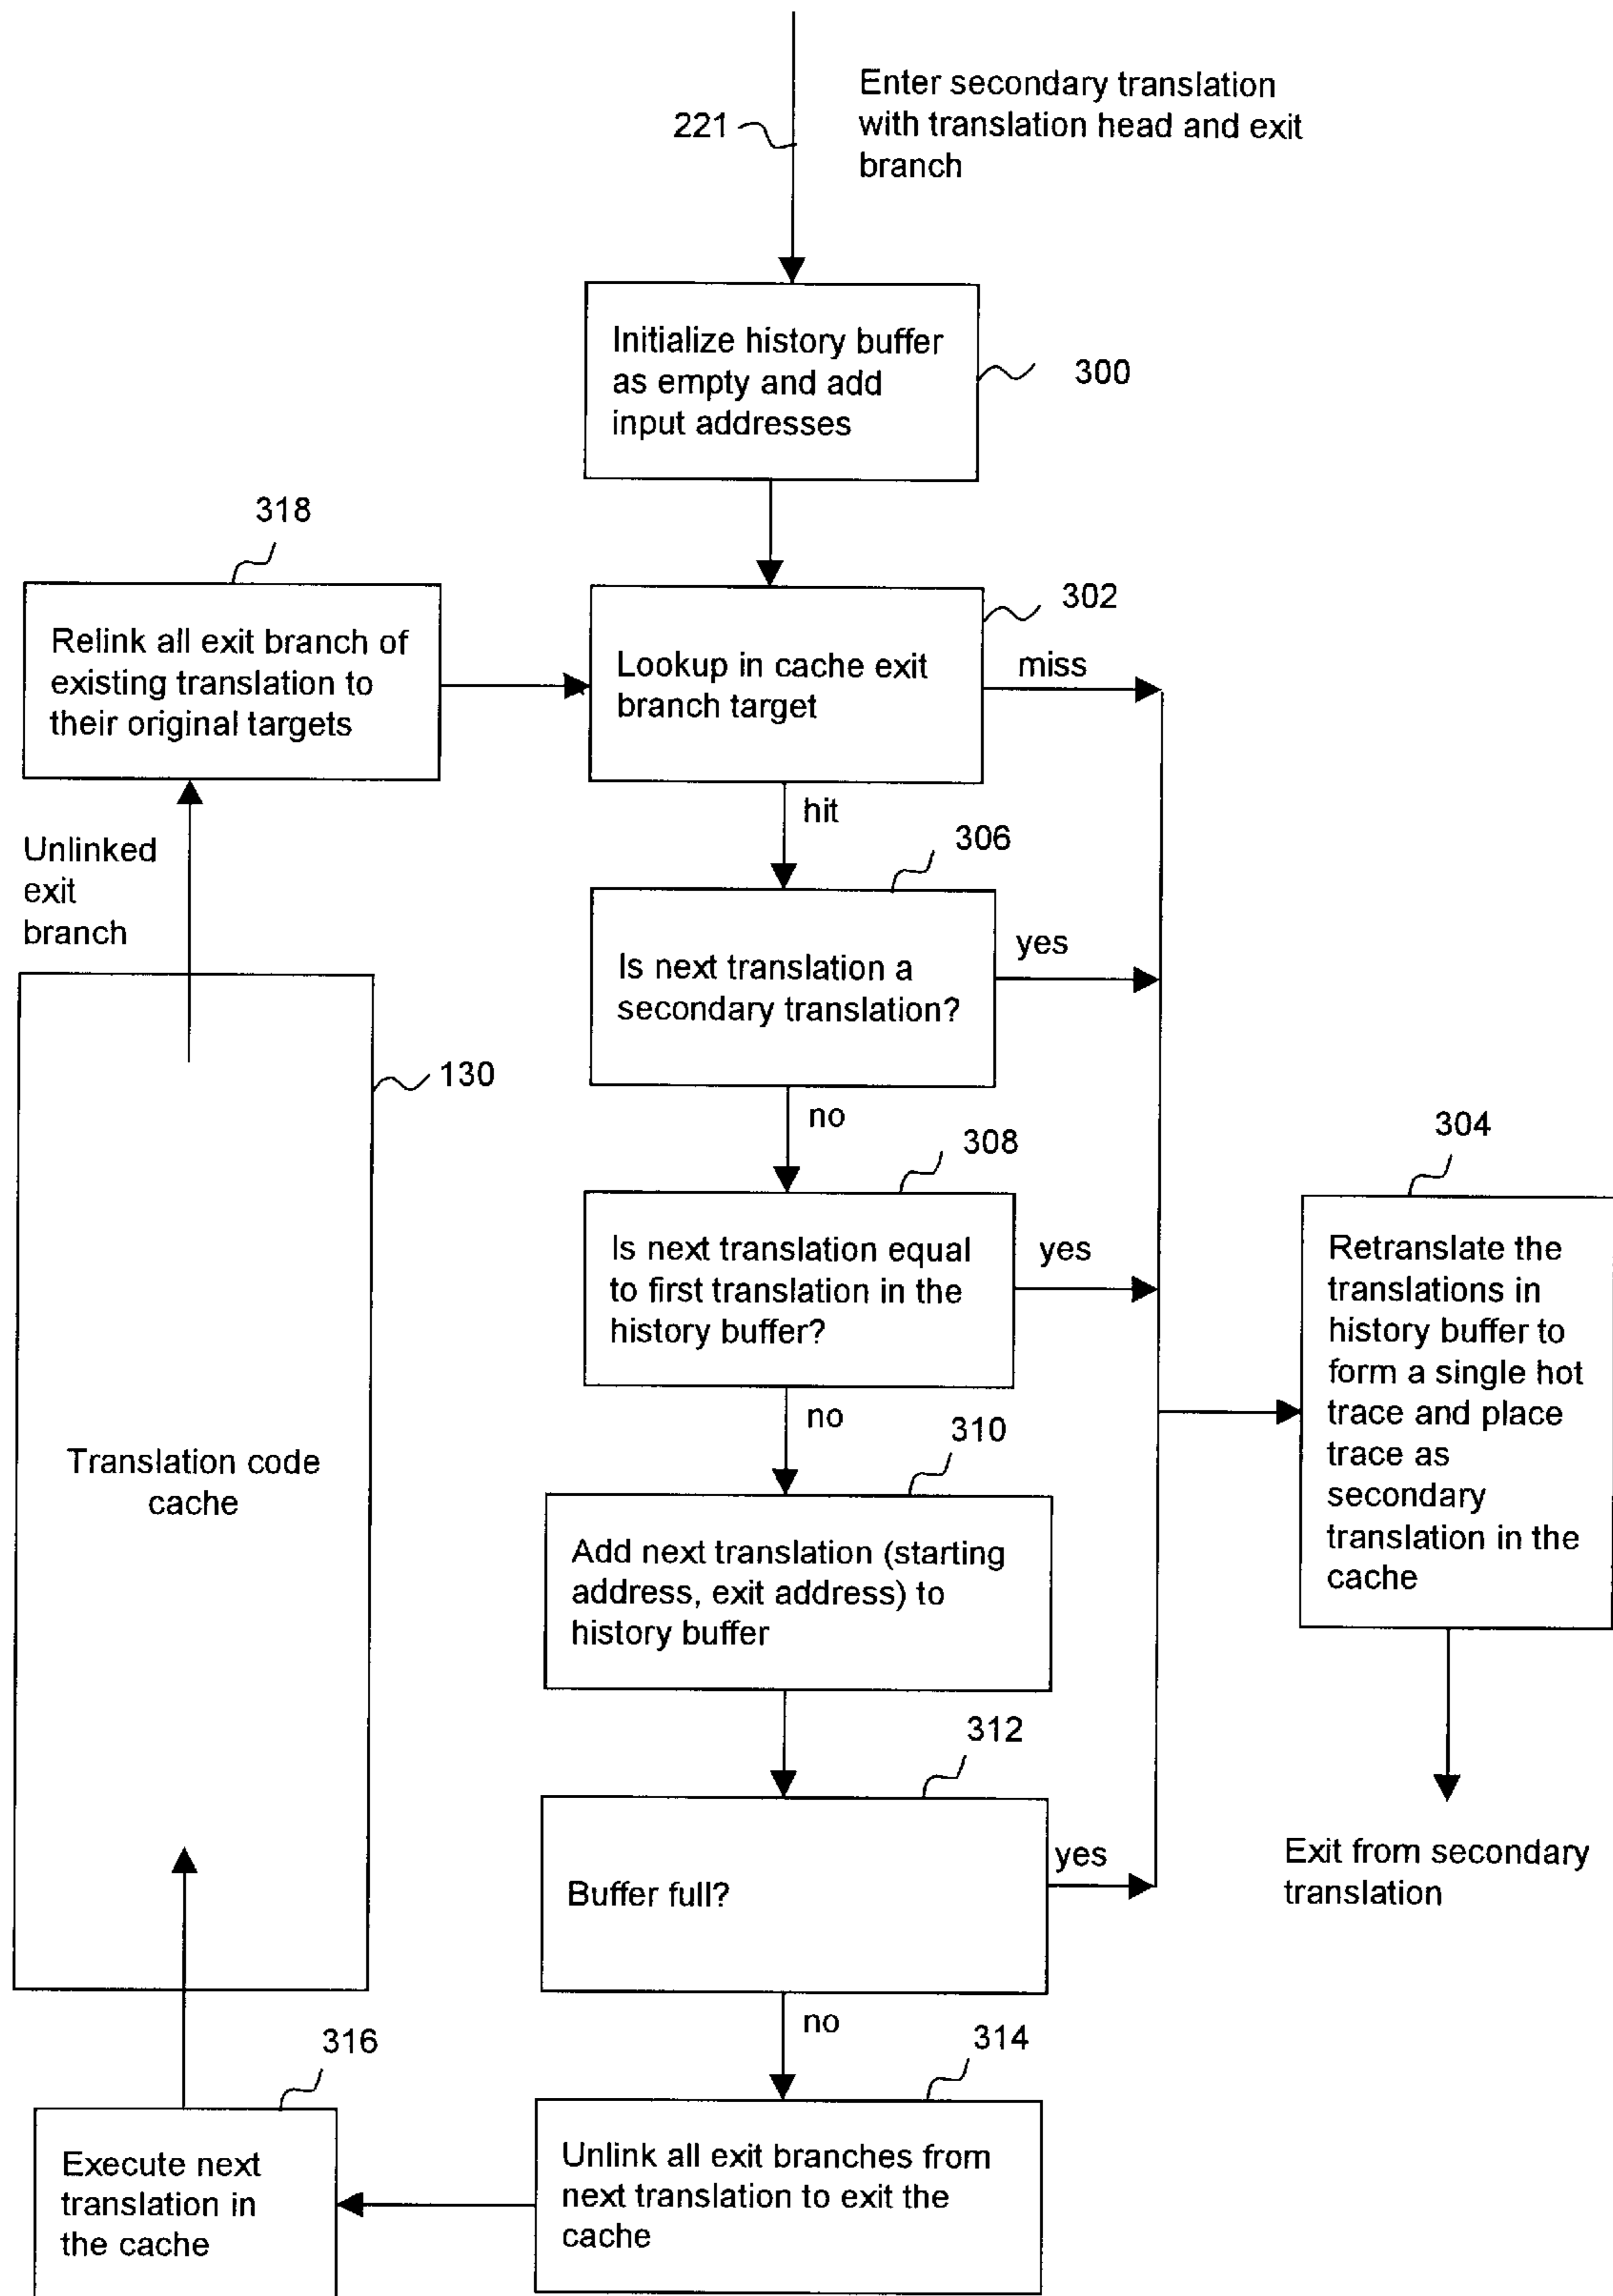 Enter secondary translation
with translation head and exit
branch
221
Initialize history buffer
as empty and add
input addresses
300
318
Relink all exit branch of
existing translation to
their original targets
302
Lookup in cache exit
branch target
miss
hit
Unlinked
exit
branch
306
Is next translation a
secondary translation?
yes
130
no
308
Is next translation equal
to first translation in the
history buffer?
yes
304
Retranslate the
translations in
history buffer to
form a single hot
trace and place
trace as
secondary
translation in the
cache
no
310
Translation code
cache
Add next translation (starting
address, exit address) to
history buffer
312
Buffer full?
yes
Exit from secondary
translation
no
314
316
Execute next
translation in
the cache
Unlink all exit branches from
next translation to exit the
cache